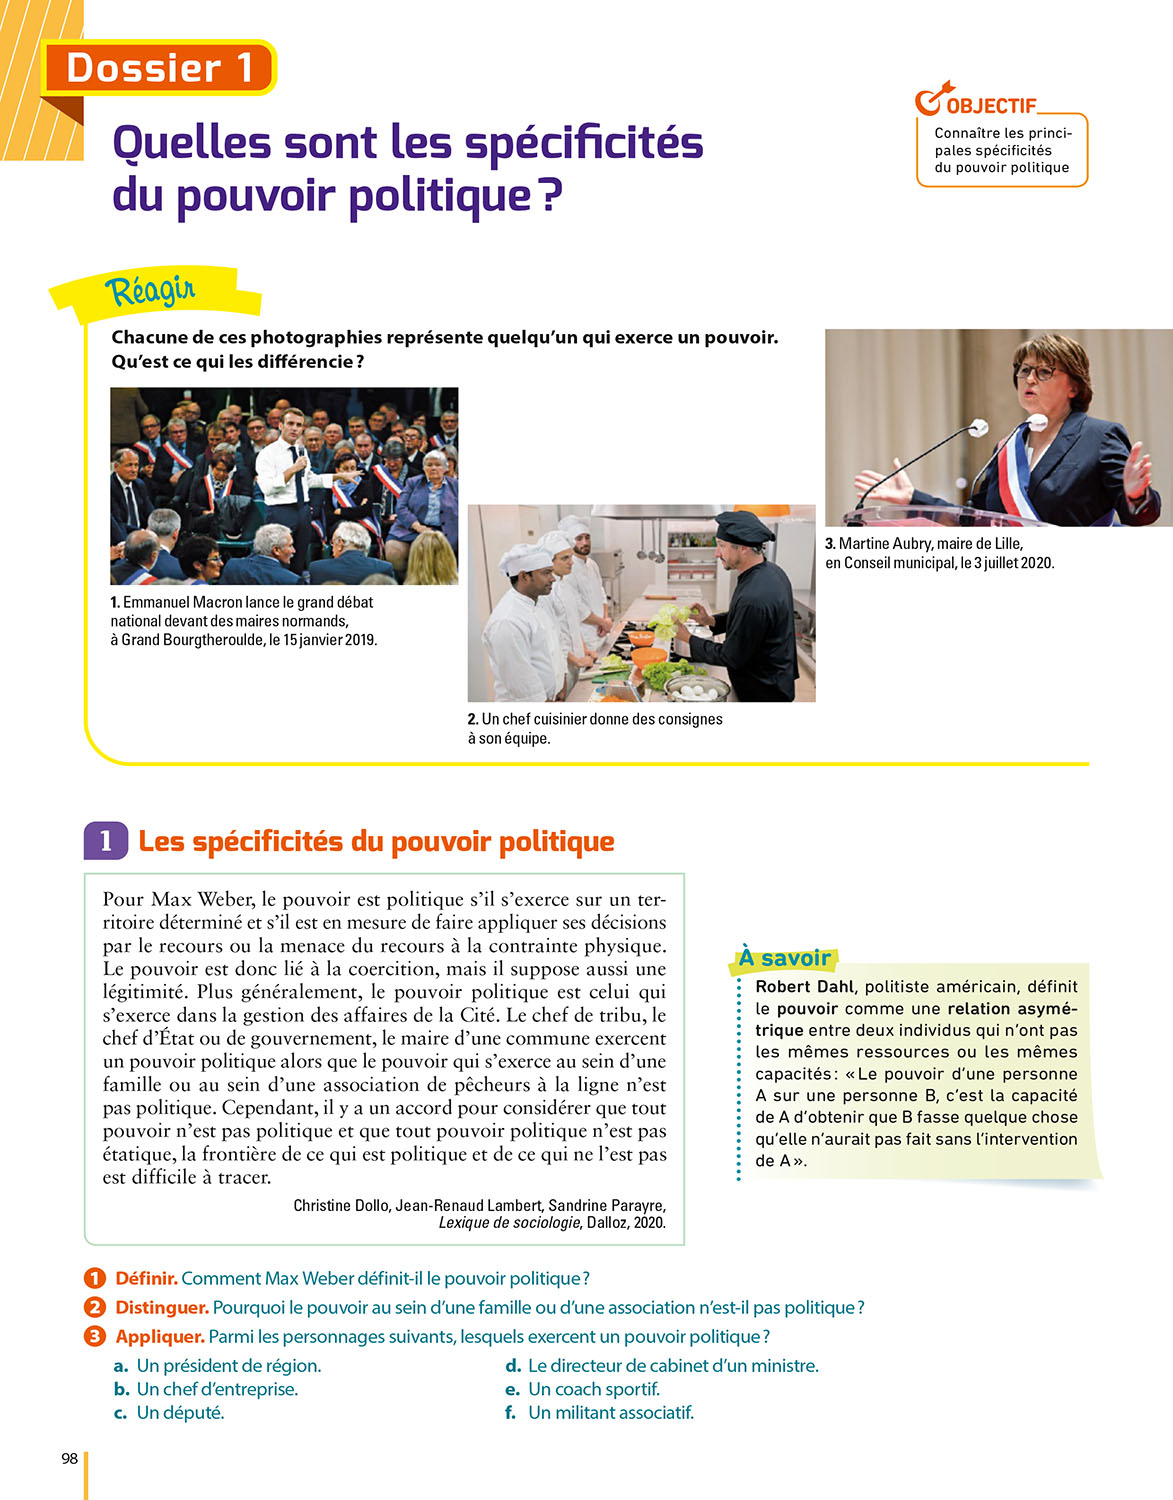 Dossier 1
Quelles sont les spécificités
du pouvoir politique ?
OBJECTIF
Connaître les princi-
pales spécificités
du pouvoir politique
Réagir
Chacune de ces photographies représente quelqu'un qui exerce un pouvoir.
Qu'est ce qui les différencie ?
1. Emmanuel Macron lance le grand débat
national devant des maires normands,
à Grand Bourgtheroulde, le 15 janvier 2019.
2. Un chef cuisinier donne des consignes
à son équipe.
3. Martine Aubry, maire de Lille,
en Conseil municipal, le 3 juillet 2020.
1 Les spécificités du pouvoir politique
Pour Max Weber, le pouvoir est politique s'il s'exerce sur un ter-
ritoire déterminé et s'il est en mesure de faire appliquer ses décisions
par le recours ou la menace du recours à la contrainte physique.
Le pouvoir est donc lié à la coercition, mais il suppose aussi une
légitimité. Plus généralement, le pouvoir politique est celui qui
s'exerce dans la gestion des affaires de la Cité. Le chef de tribu, le
chef d'État ou de gouvernement, le maire d'une commune exercent
un pouvoir politique alors que le pouvoir qui s'exerce au sein d'une
famille ou au sein d'une association de pêcheurs à la ligne n'est
pas politique. Cependant, il y a un accord pour considérer que tout
pouvoir n'est pas politique et que tout pouvoir politique n'est pas
étatique, la frontière de ce qui est politique et de ce qui ne l'est pas
est difficile à tracer.
Christine Dollo, Jean-Renaud Lambert, Sandrine Parayre,
Lexique de sociologie, Dalloz, 2020.
À savoir
Robert Dahl, politiste américain, définit
le pouvoir comme une relation asymé-
trique entre deux individus qui n'ont pas
les mêmes ressources ou les mêmes
capacités : « Le pouvoir d'une personne
A sur une personne B, c'est la capacité
de A d'obtenir que B fasse quelque chose
qu'elle n'aurait pas fait sans l'intervention
de A ».
1 Définir. Comment Max Weber définit-il le pouvoir politique ?
2 Distinguer. Pourquoi le pouvoir au sein d'une famille ou d'une association n'est-il pas politique ?
3 Appliquer. Parmi les personnages suivants, lesquels exercent un pouvoir politique ?
a. Un président de région.
b. Un chef d'entreprise.
c. Un député.
d. Le directeur de cabinet d'un ministre.
e. Un coach sportif.
f. Un militant associatif.
98